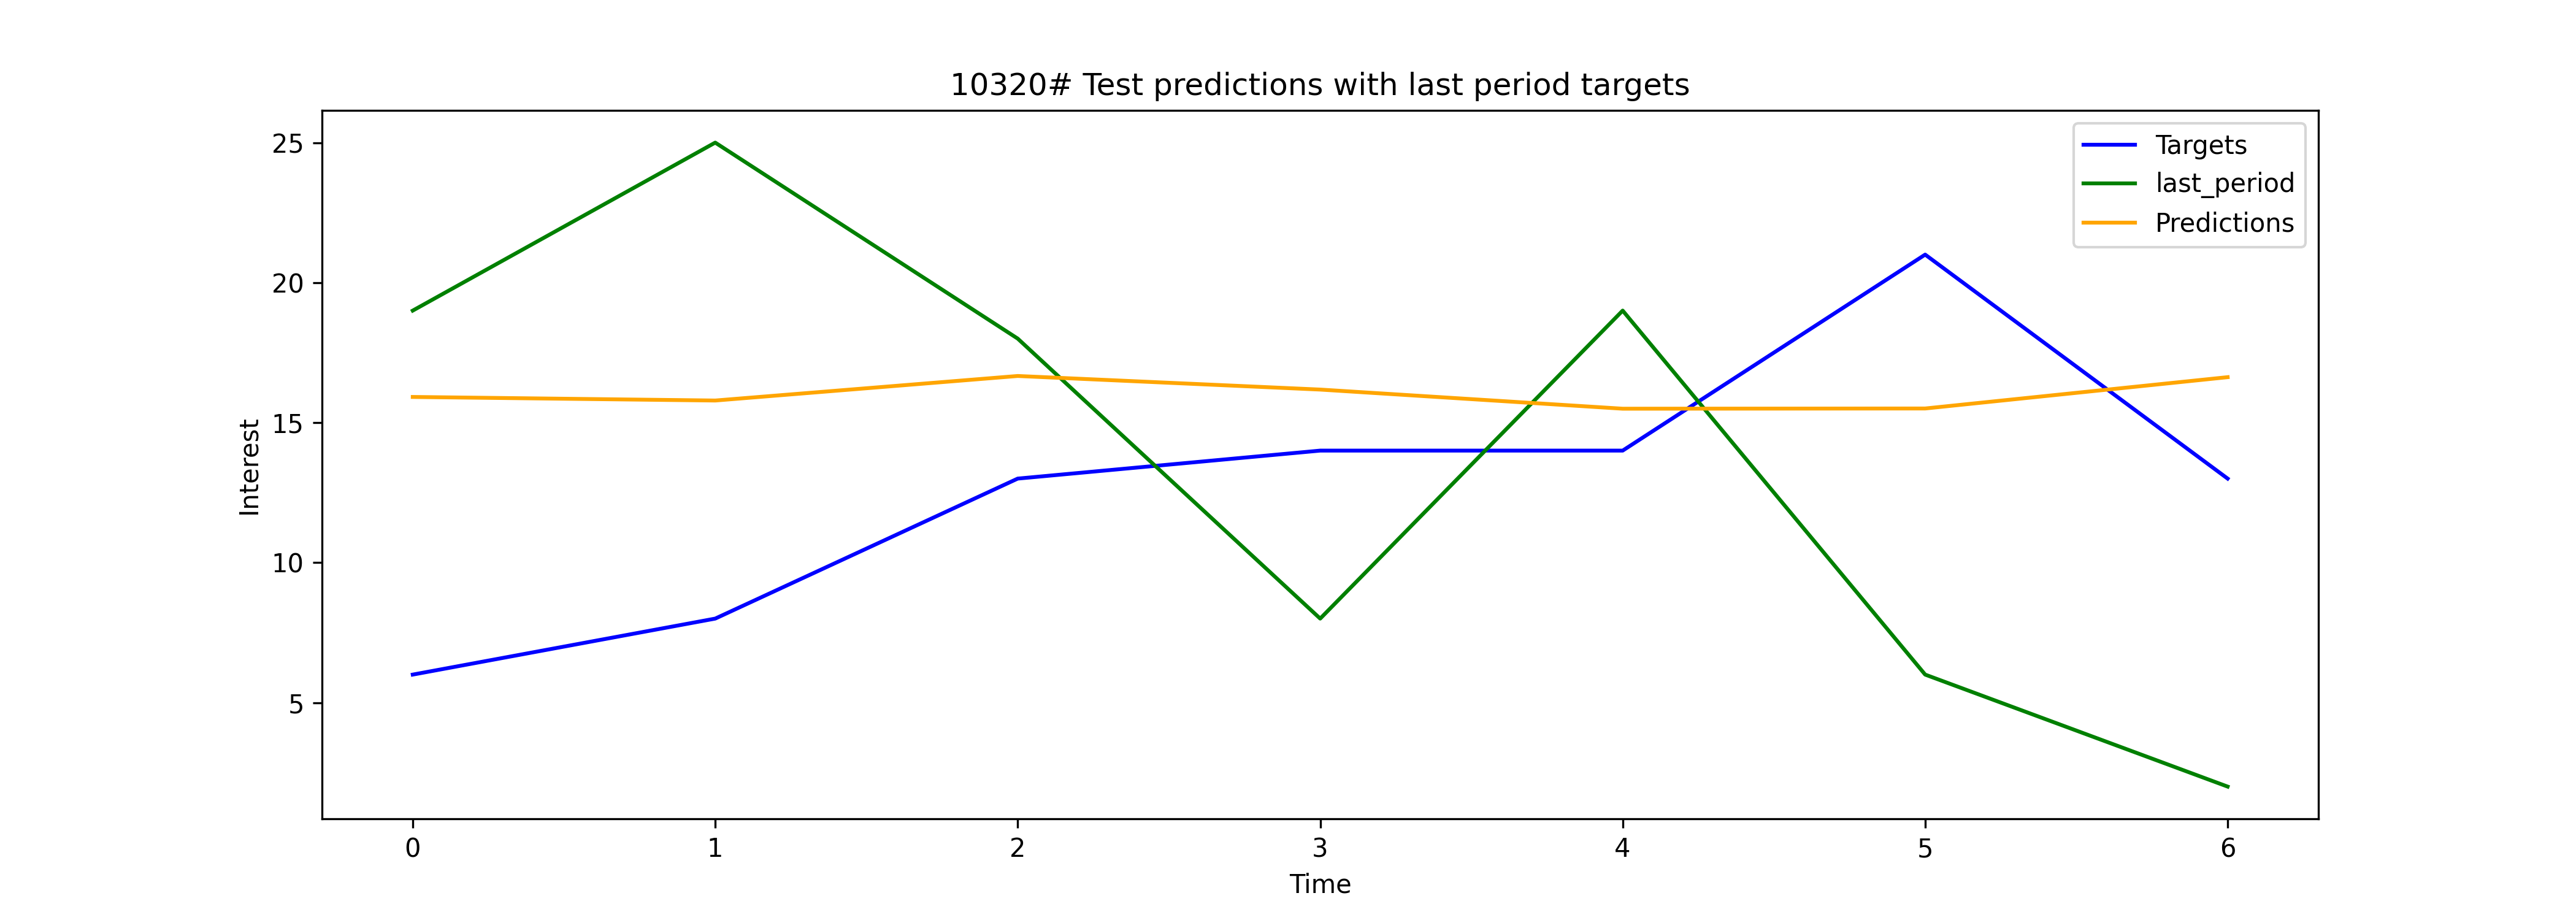 10320# Test predictions with last period targets
Targets
last_period
Predictions
Interest
25
20
15
10
5
0 1 2 3 4 5 6
Time